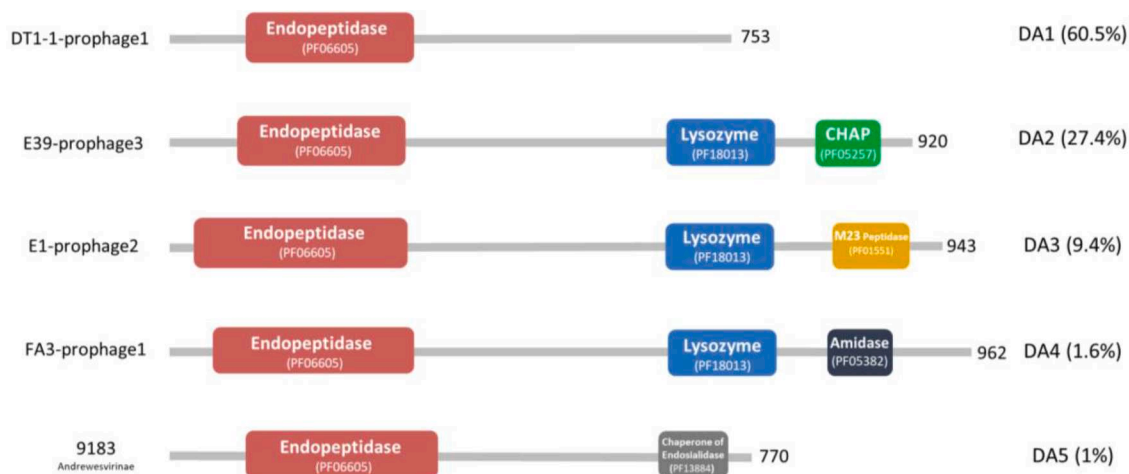 DT1-1-prophage1 Endopeptidase (PF06605) 753 DA1 (60.5%)
E39-prophage3 Endopeptidase (PF06605) Lysozyme (PF18013) CHAP (PF05257) 920 DA2 (27.4%)
E1-prophage2 Endopeptidase (PF06605) Lysozyme (PF18013) M23 Peptidase (PF01551) 943 DA3 (9.4%)
FA3-prophage1 Endopeptidase (PF06605) Lysozyme (PF18013) Amidase (PF05382) 962 DA4 (1.6%)
9183 Andrewesvirinae Endopeptidase (PF06605) Chaperone of Endosialidase (PF13884) 770 DA5 (1%)